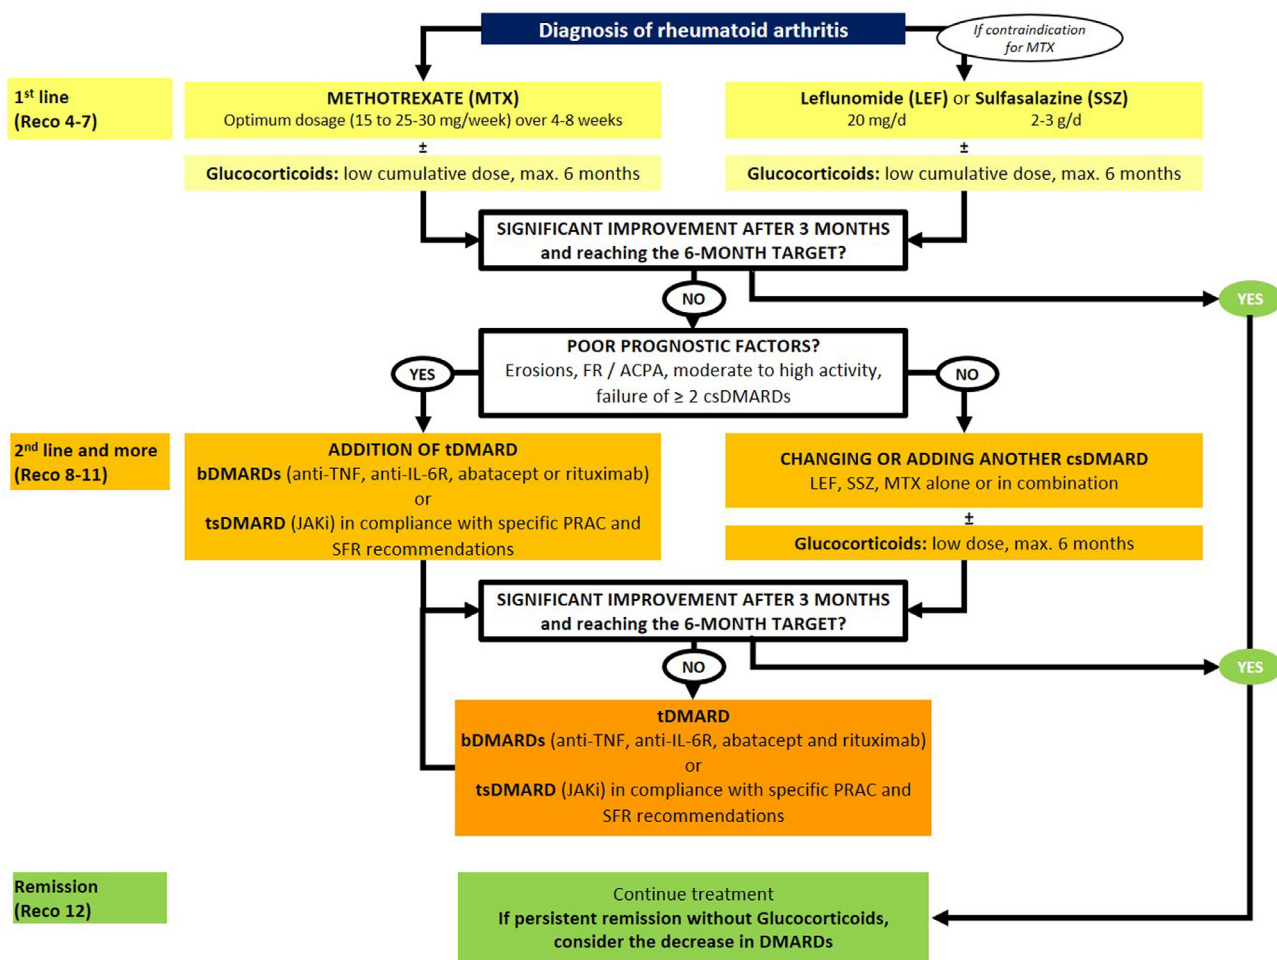 Diagnosis of rheumatoid arthritis
If contraindication
for MTX
1st line
(Reco 4-7)
METHOTREXATE (MTX)
Optimum dosage (15 to 25-30 mg/week) over 4-8 weeks
±
Glucocorticoids: low cumulative dose, max. 6 months
Leflunomide (LEF) or Sulfasalazine (SSZ)
20 mg/d 2-3 g/d
±
Glucocorticoids: low cumulative dose, max. 6 months
SIGNIFICANT IMPROVEMENT AFTER 3 MONTHS
and reaching the 6-MONTH TARGET?
NO
YES
POOR PROGNOSTIC FACTORS?
Erosions, FR / ACPA, moderate to high activity,
failure of ≥ 2 csDMARDs
YES
NO
2nd line and more
(Reco 8-11)
ADDITION OF tDMARD
bDMARDs (anti-TNF, anti-IL-6R, abatacept or rituximab)
or
tsDMARD (JAKi) in compliance with specific PRAC and
SFR recommendations
CHANGING OR ADDING ANOTHER csDMARD
LEF, SSZ, MTX alone or in combination
±
Glucocorticoids: low dose, max. 6 months
SIGNIFICANT IMPROVEMENT AFTER 3 MONTHS
and reaching the 6-MONTH TARGET?
NO
YES
tDMARD
bDMARDs (anti-TNF, anti-IL-6R, abatacept and rituximab)
or
tsDMARD (JAKi) in compliance with specific PRAC and
SFR recommendations
Remission
(Reco 12)
Continue treatment
If persistent remission without Glucocorticoids,
consider the decrease in DMARDs